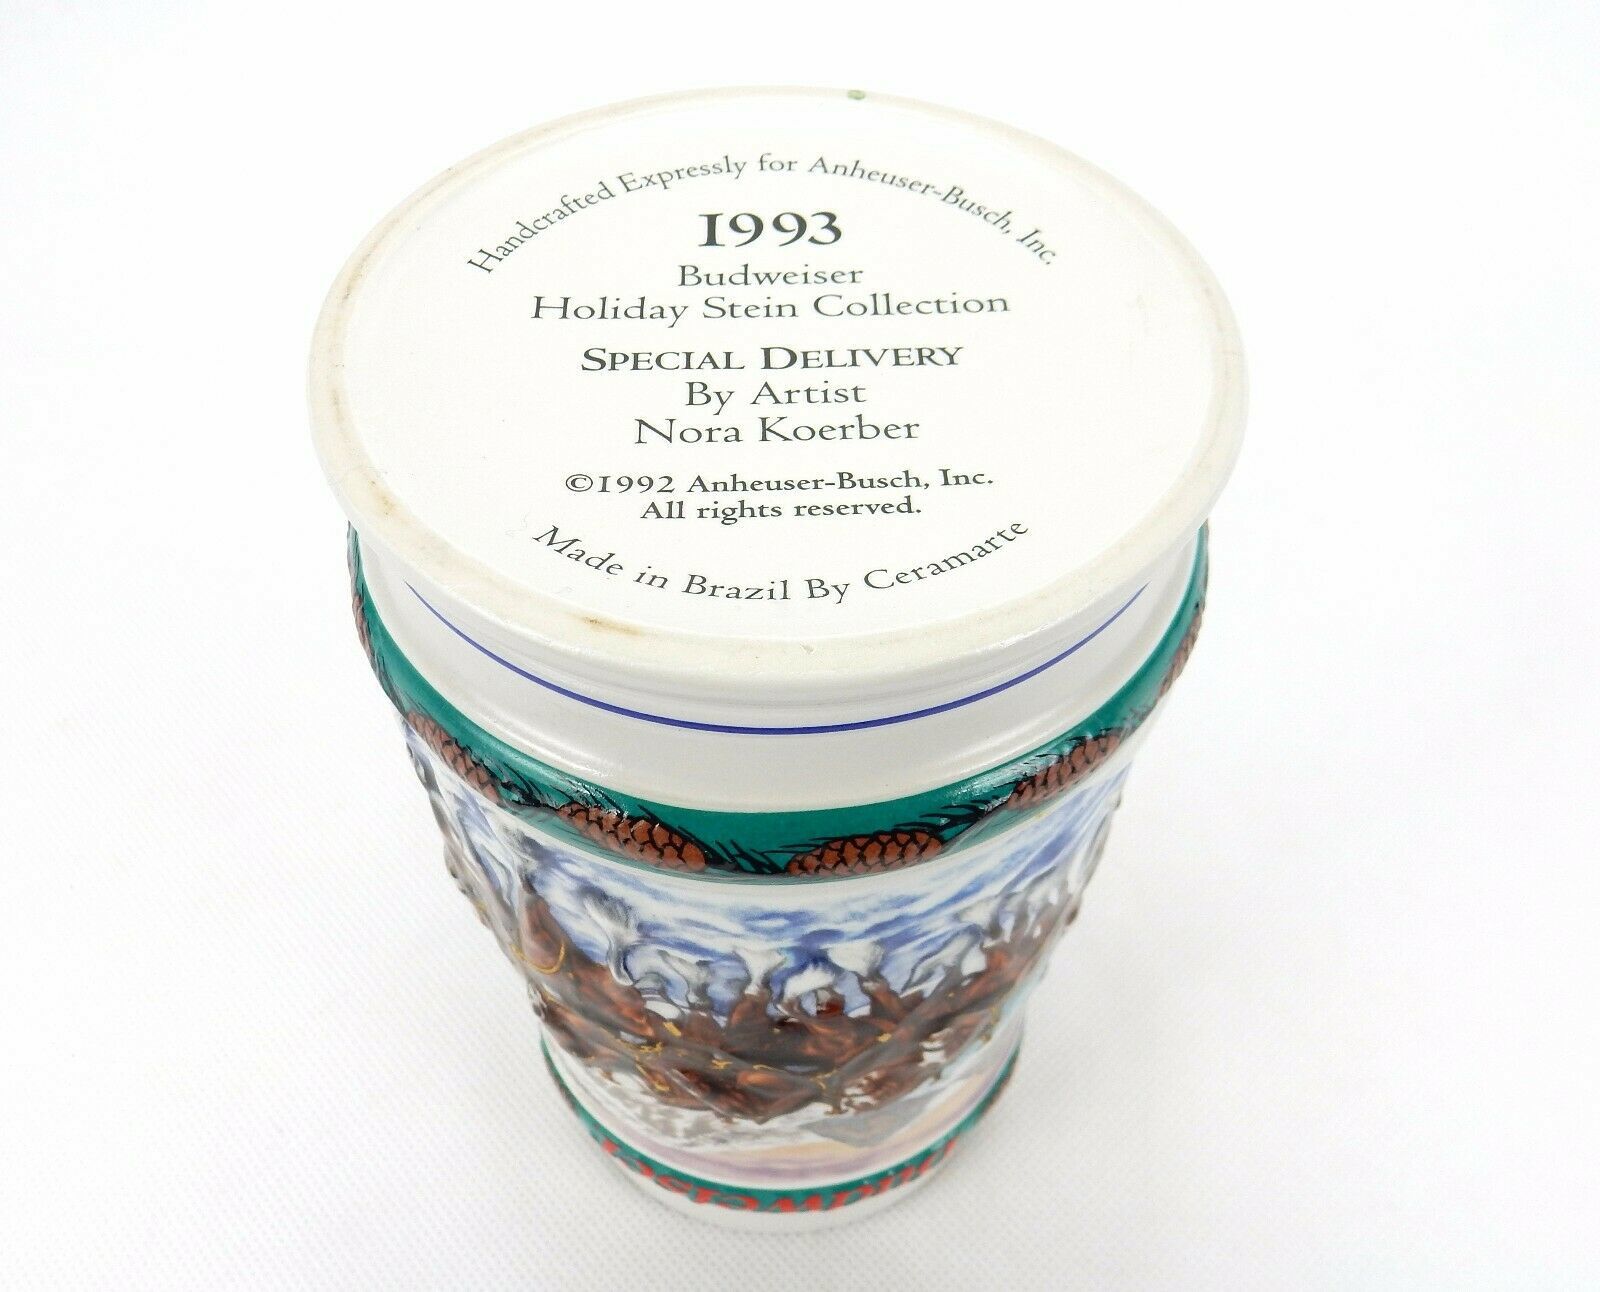 Handcrafted Expressly for Anheuser-Busch, Inc.
1993
Budweiser
Holiday Stein Collection
SPECIAL DELIVERY
By Artist
Nora Koerber
©1992 Anheuser-Busch, Inc.
All rights reserved.
Made in Brazil By Ceramarte
Budweiser